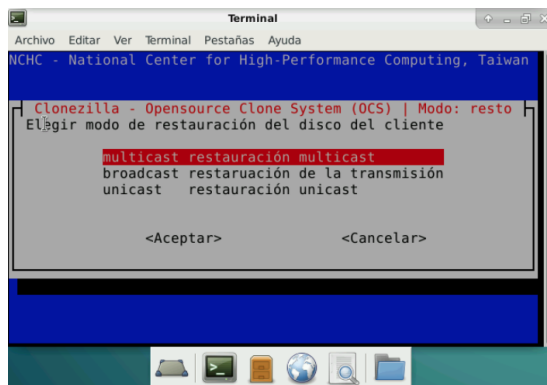 Terminal
Archivo Editar Ver Terminal Pestañas Ayuda
NCHC - National Center for High-Performance Computing, Taiwan
Clonezilla - Opensource Clone System (OCS) | Modo: resto
Elegir modo de restauración del disco del cliente
multicast restauración multicast
broadcast restaruación de la transmisión
unicast restauración unicast
<Aceptar> <Cancelar>